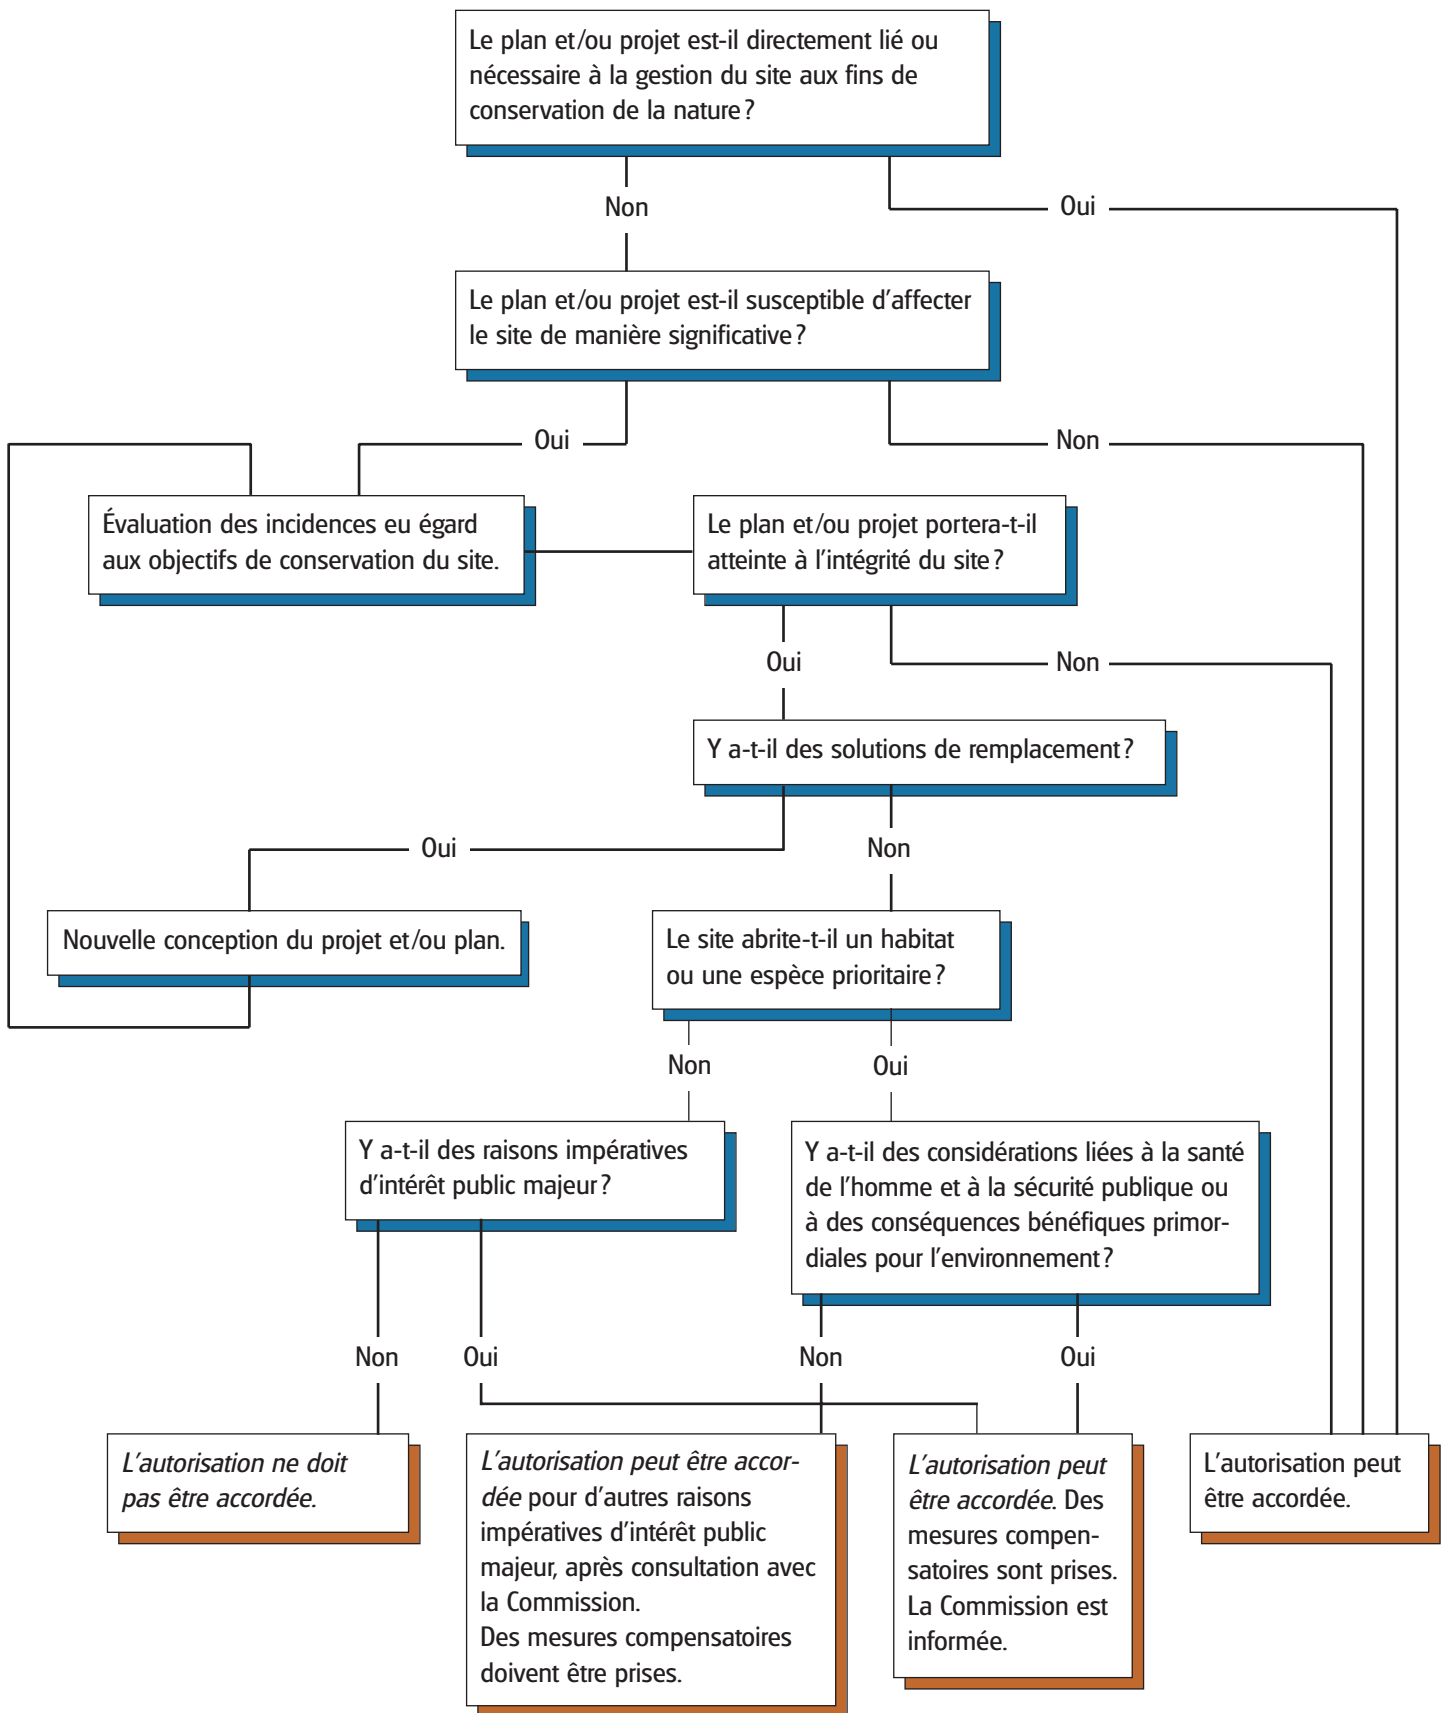 Le plan et/ou projet est-il directement lié ou
nécessaire à la gestion du site aux fins de
conservation de la nature ?
Non
Oui
Le plan et/ou projet est-il susceptible d'affecter
le site de manière significative ?
Oui
Non
Évaluation des incidences eu égard
aux objectifs de conservation du site.
Le plan et/ou projet portera-t-il
atteinte à l'intégrité du site ?
Oui
Non
Y a-t-il des solutions de remplacement ?
Oui
Non
Nouvelle conception du projet et/ou plan.
Le site abrite-t-il un habitat
ou une espèce prioritaire ?
Non
Oui
Y a-t-il des raisons impératives
d'intérêt public majeur ?
Y a-t-il des considérations liées à la santé
de l'homme et à la sécurité publique ou
à des conséquences bénéfiques primor-
diales pour l'environnement ?
Non
Oui
Non
Oui
L'autorisation ne doit
pas être accordée.
L'autorisation peut être accor-
dée pour d'autres raisons
impératives d'intérêt public
majeur, après consultation avec
la Commission.
Des mesures compensatoires
doivent être prises.
L'autorisation peut
être accordée. Des
mesures compen-
satoires sont prises.
La Commission est
informée.
L'autorisation peut
être accordée.